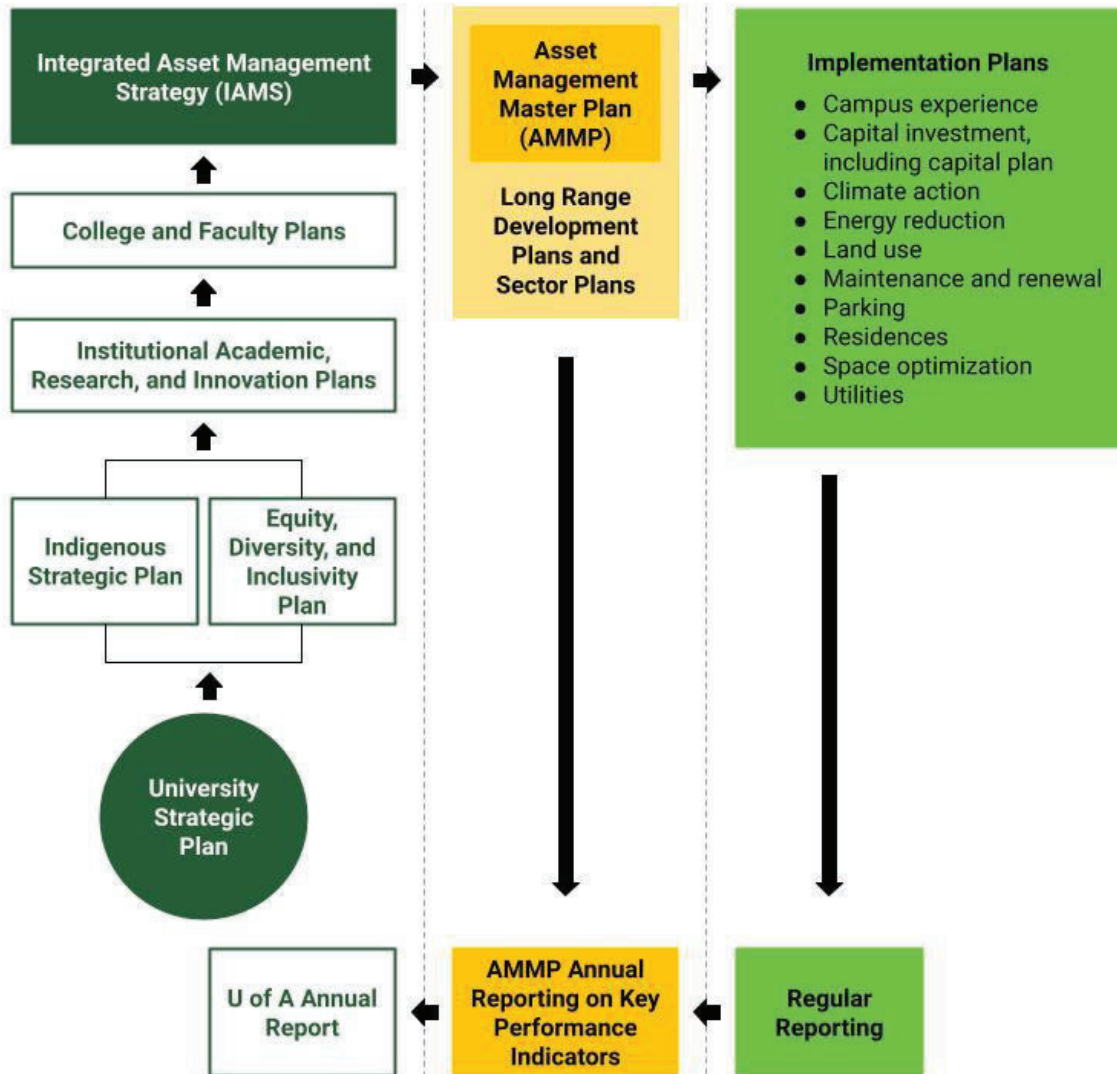 Integrated Asset Management
Strategy (IAMS)
College and Faculty Plans
Institutional Academic,
Research, and Innovation Plans
Indigenous
Strategic Plan
Equity,
Diversity, and
Inclusivity
Plan
University
Strategic
Plan
Asset
Management
Master Plan
(AMMP)
Long Range
Development
Plans and
Sector Plans
Implementation Plans
● Campus experience
● Capital investment,
including capital plan
● Climate action
● Energy reduction
● Land use
● Maintenance and renewal
● Parking
● Residences
● Space optimization
● Utilities
U of A Annual
Report
AMMP Annual
Reporting on Key
Performance
Indicators
Regular
Reporting